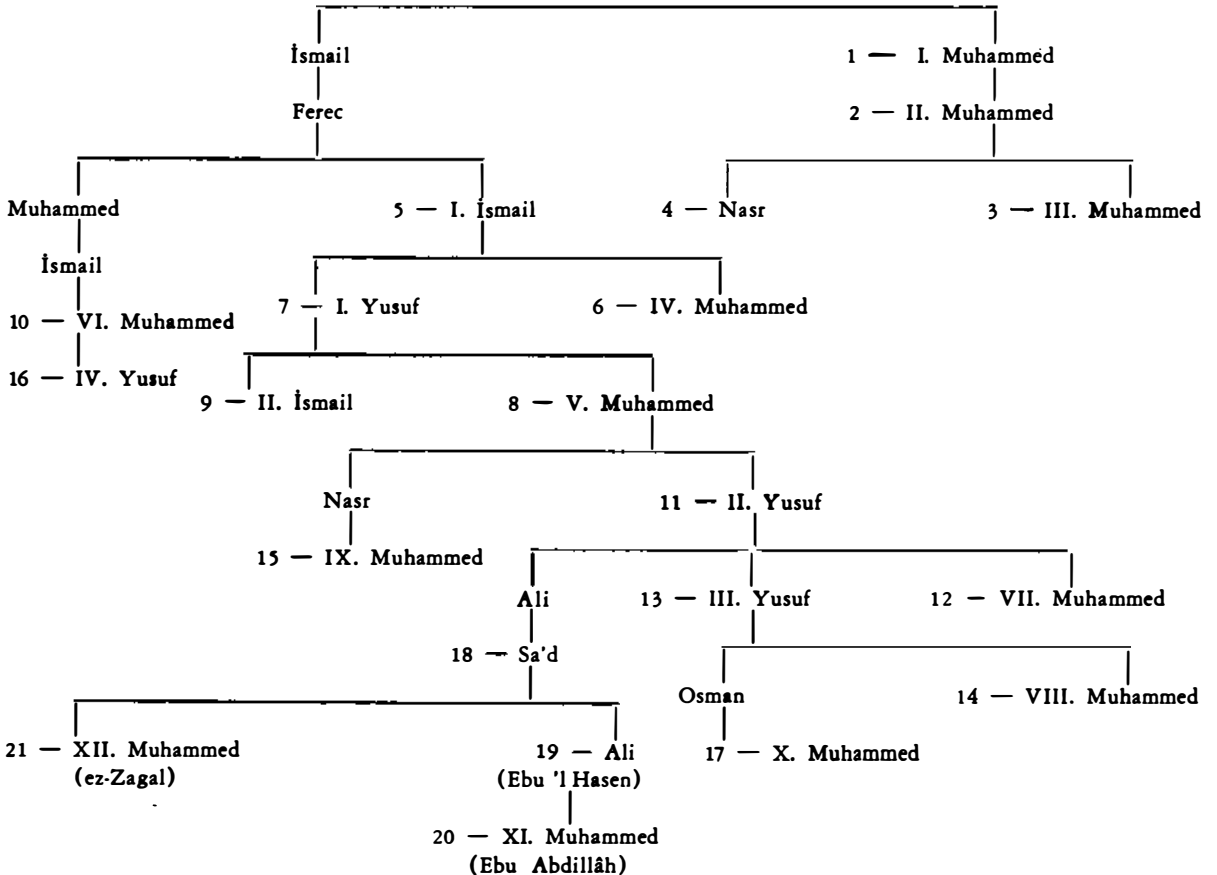 İsmail
1 — I. Muhammed
Ferec
2 — II. Muhammed
Muhammed
5 — I. İsmail
4 — Nasr
3 — III. Muhammed
İsmail
7 — I. Yusuf
6 — IV. Muhammed
10 — VI. Muhammed
16 — IV. Yusuf
9 — II. İsmail
8 — V. Muhammed
Nasr
11 — II. Yusuf
15 — IX. Muhammed
Ali
13 — III. Yusuf
12 — VII. Muhammed
18 — Sa'd
Osman
14 — VIII. Muhammed
21 — XII. Muhammed
(ez-Zagal)
19 — Ali
(Ebu 'l Hasen)
17 — X. Muhammed
20 — XI. Muhammed
(Ebu Abdillâh)